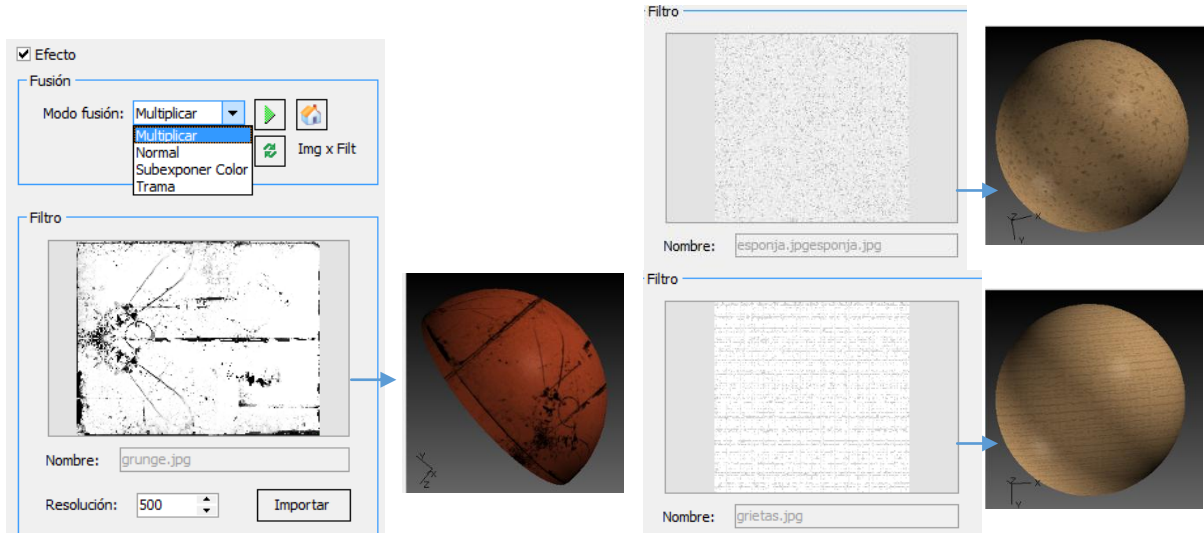 Efecto
Fusión
Modo fusión: Multiplicar
Multiplicar
Normal
Subexponer Color
Trama
Img x Filt
Filtro
Nombre: grunge.jpg
Resolución: 500 Importar
Y
X
Z
Filtro
Nombre: esponja.jpgesponja.jpg
Z X
Y
Filtro
Nombre: grietas.jpg
Z X
Y